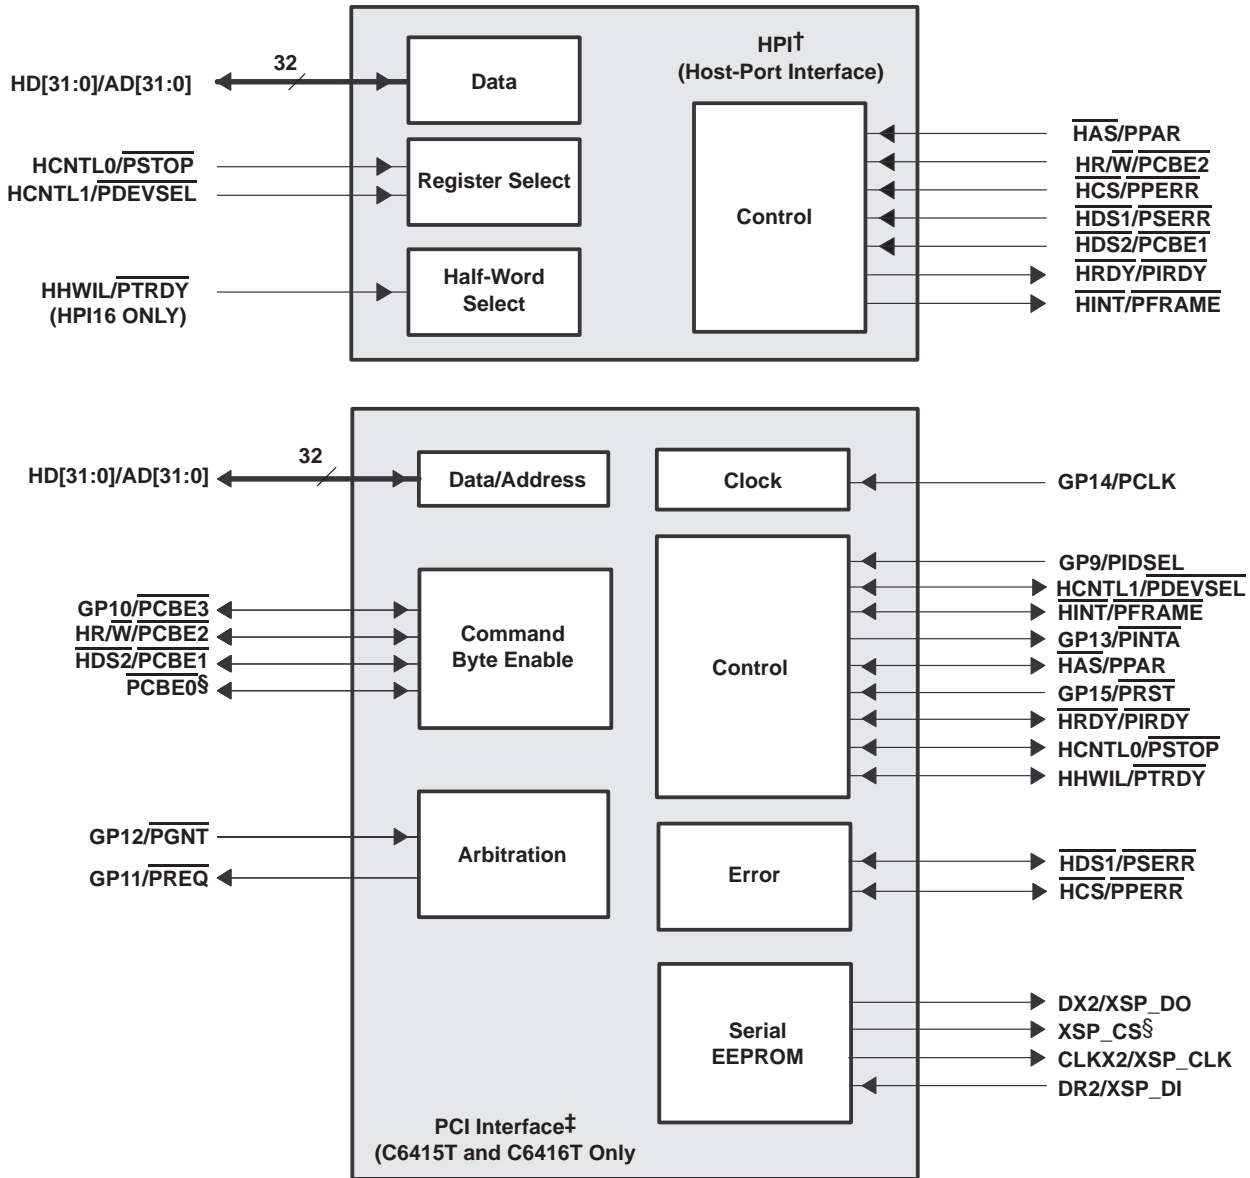 HPI†
(Host-Port Interface)
HD[31:0]/AD[31:0]
32
Data
HCNTL0/PSTOP
HCNTL1/PDEVSEL
Register Select
HHWIL/PTRDY
(HPI16 ONLY)
Half-Word
Select
Control
HAS/PPAR
HR/W/PCBE2
HCS/PPERR
HDS1/PSERR
HDS2/PCBE1
HRDY/PIRDY
HINT/PFRAME
HD[31:0]/AD[31:0]
32
Data/Address
Clock
GP14/PCLK
GP10/PCBE3
HR/W/PCBE2
HDS2/PCBE1
PCBE0§
Command
Byte Enable
Control
GP9/PIDSEL
HCNTL1/PDEVSEL
HINT/PFRAME
GP13/PINTA
HAS/PPAR
GP15/PRST
HRDY/PIRDY
HCNTL0/PSTOP
HHWIL/PTRDY
GP12/PGNT
GP11/PREQ
Arbitration
Error
HDS1/PSERR
HCS/PPERR
Serial
EEPROM
DX2/XSP_DO
XSP_CS§
CLKX2/XSP_CLK
DR2/XSP_DI
PCI Interface‡
(C6415T and C6416T Only